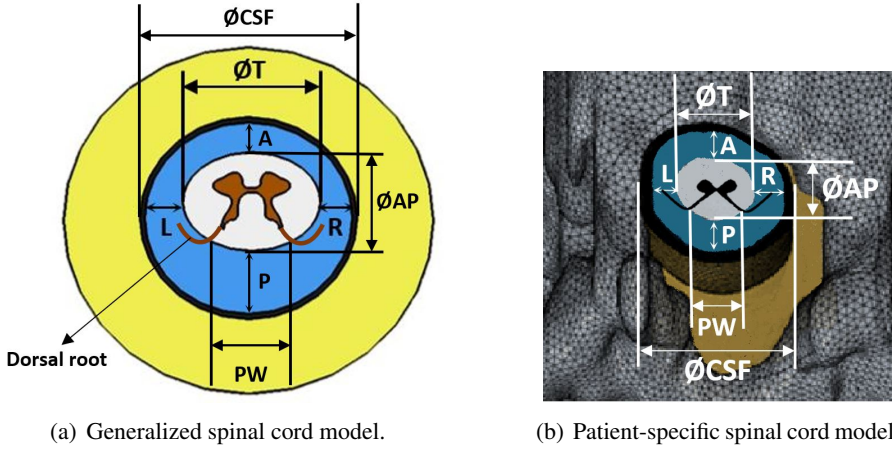 ØCSF
ØT
A
ØAP
L
R
P
Dorsal root
PW
(a) Generalized spinal cord model.
ØT
A
L
R
ØAP
P
PW
ØCSF
(b) Patient-specific spinal cord model